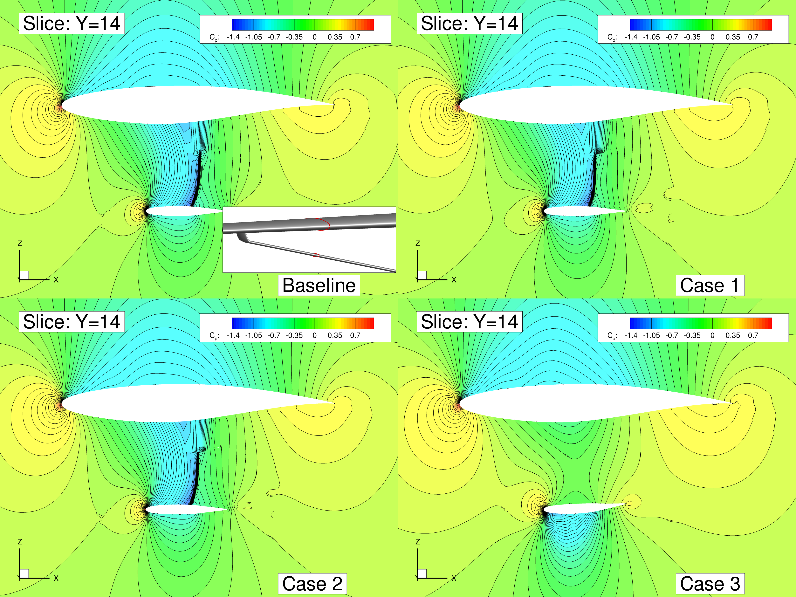 Slice: Y=14
Cp: -1.4 -1.05 -0.7 -0.35 0 0.35 0.7
z
x
Baseline
Slice: Y=14
Cp: -1.4 -1.05 -0.7 -0.35 0 0.35 0.7
z
x
Case 1
Slice: Y=14
Cp: -1.4 -1.05 -0.7 -0.35 0 0.35 0.7
z
x
Case 2
Slice: Y=14
Cp: -1.4 -1.05 -0.7 -0.35 0 0.35 0.7
z
x
Case 3